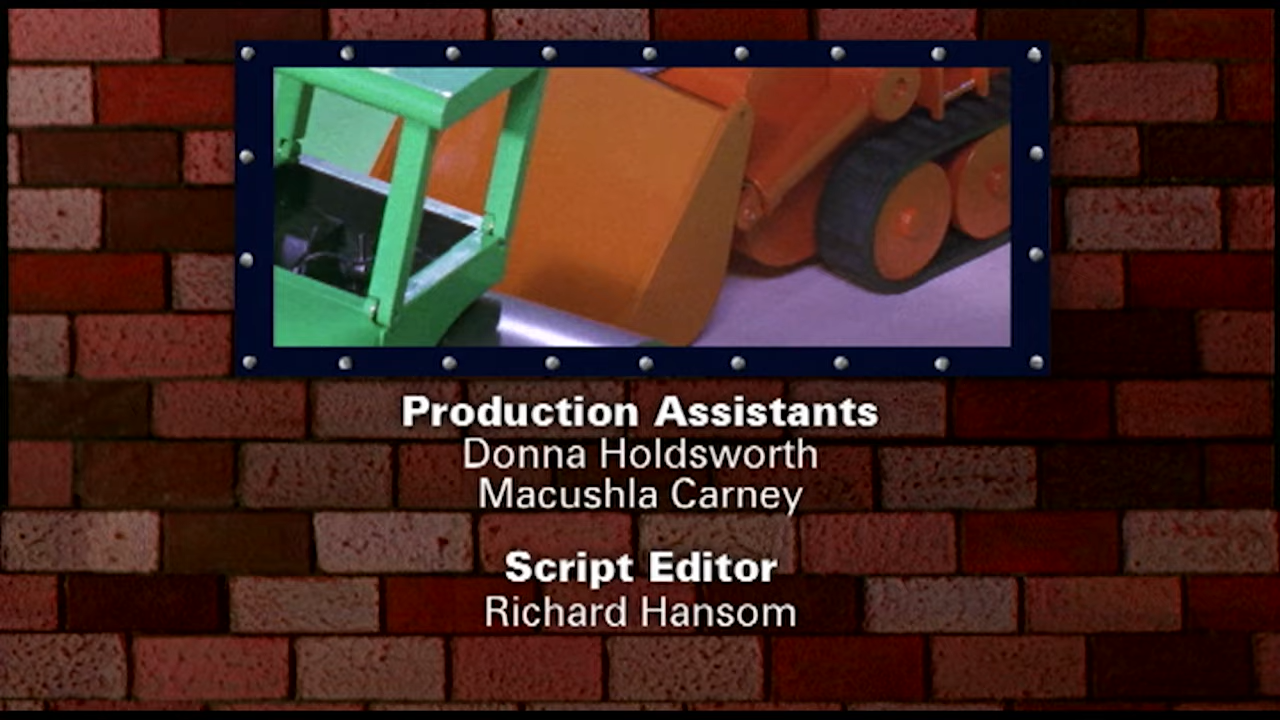 Production Assistants
Donna Holdsworth
Macushla Carney
Script Editor
Richard Hansom